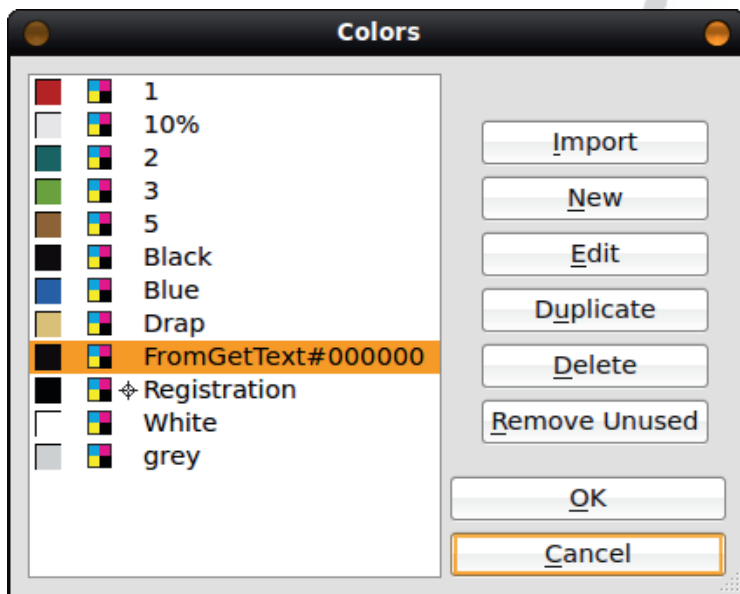 Colors
1
10%
2
3
5
Black
Blue
Drap
FromGetText#000000
Registration
White
grey
Import
New
Edit
Duplicate
Delete
Remove Unused
OK
Cancel